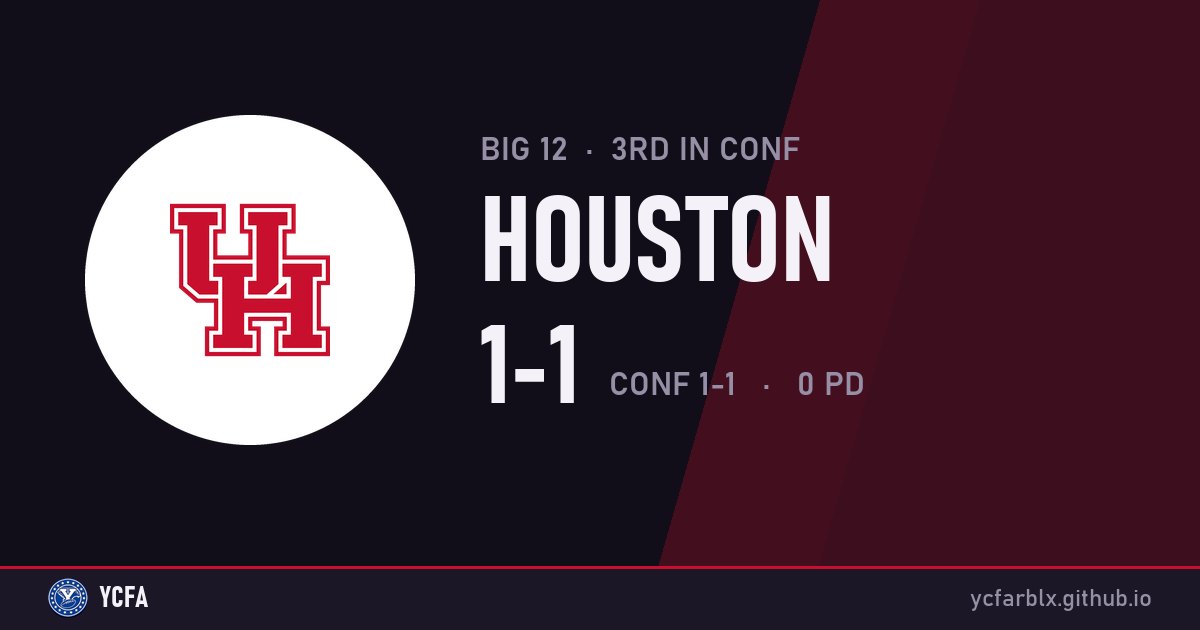 BIG 12 · 3RD IN CONF
UH
HOUSTON
1-1 CONF 1-1 · 0 PD
YCFA
ycfarblx.github.io